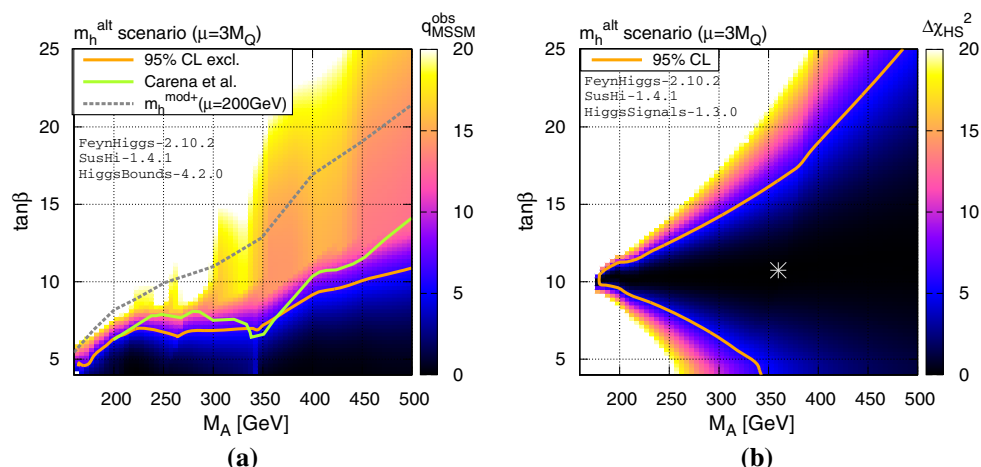 m_h^alt scenario (μ=3M_Q)
q_MSSM^obs
95% CL excl.
Carena et al.
m_h^mod+(μ=200GeV)
FeynHiggs-2.10.2
SusHi-1.4.1
HiggsBounds-4.2.0
tanβ
25
20
15
10
5
200 250 300 350 400 450 500
M_A [GeV]
20
15
10
5
0
(a)
m_h^alt scenario (μ=3M_Q)
Δχ_HS^2
95% CL
FeynHiggs-2.10.2
SusHi-1.4.1
HiggsSignals-1.3.0
tanβ
25
20
15
10
5
200 250 300 350 400 450 500
M_A [GeV]
20
15
10
5
0
(b)